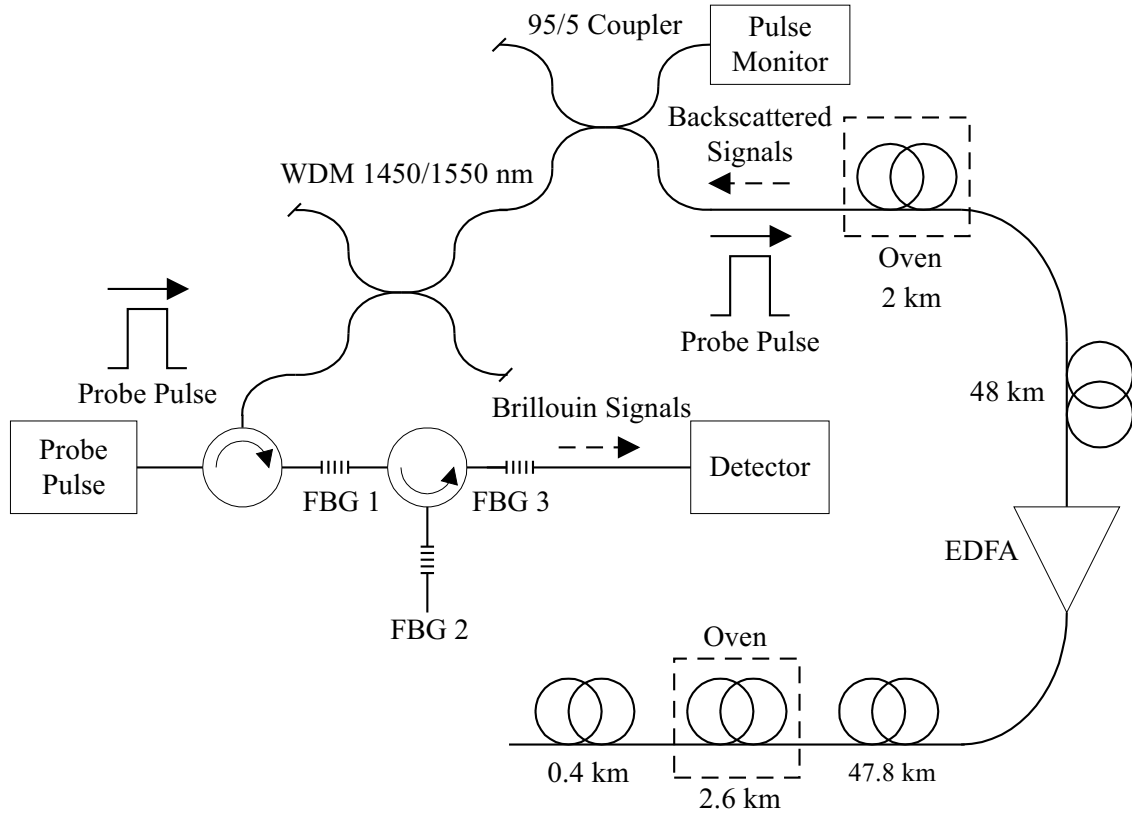 95/5 Coupler
Pulse
Monitor
Backscattered
Signals
WDM 1450/1550 nm
Oven
2 km
Probe Pulse
Probe Pulse
48 km
Brillouin Signals
Probe
Pulse
FBG 1
FBG 3
Detector
EDFA
FBG 2
Oven
0.4 km
2.6 km
47.8 km